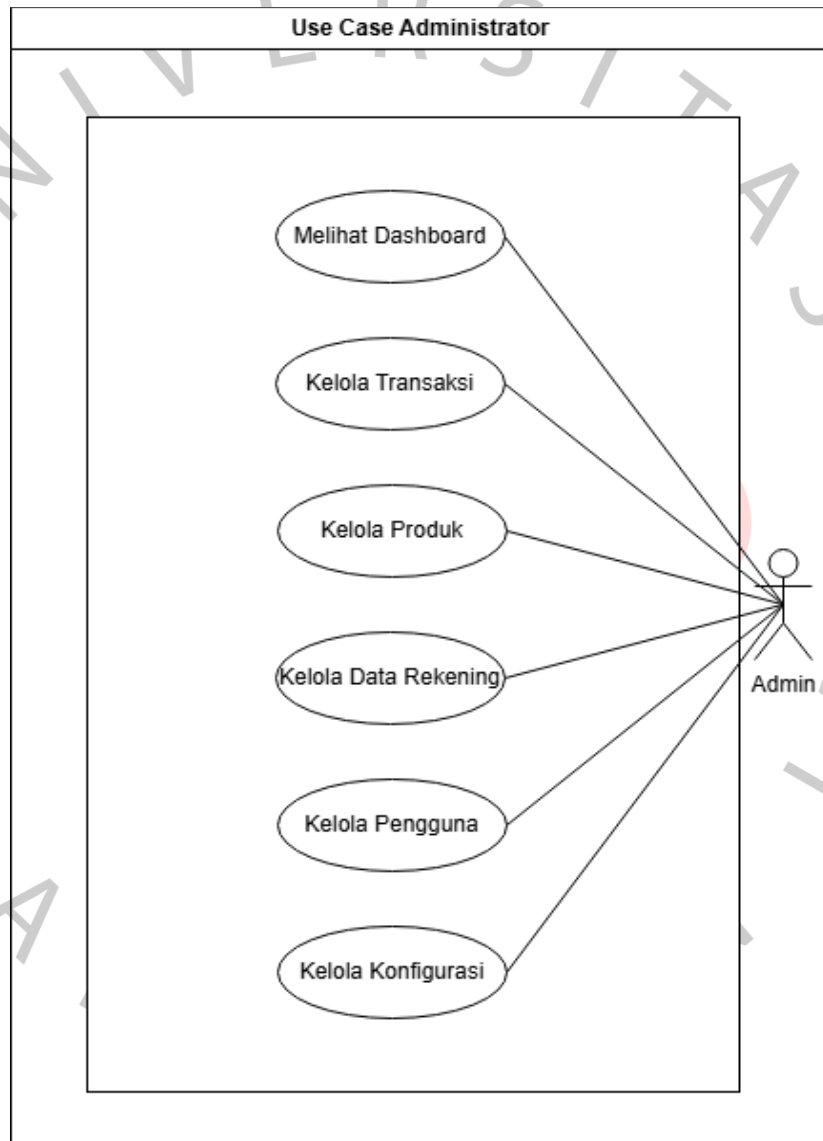 Use Case Administrator
Melihat Dashboard
Kelola Transaksi
Kelola Produk
Kelola Data Rekening
Admin
Kelola Pengguna
Kelola Konfigurasi